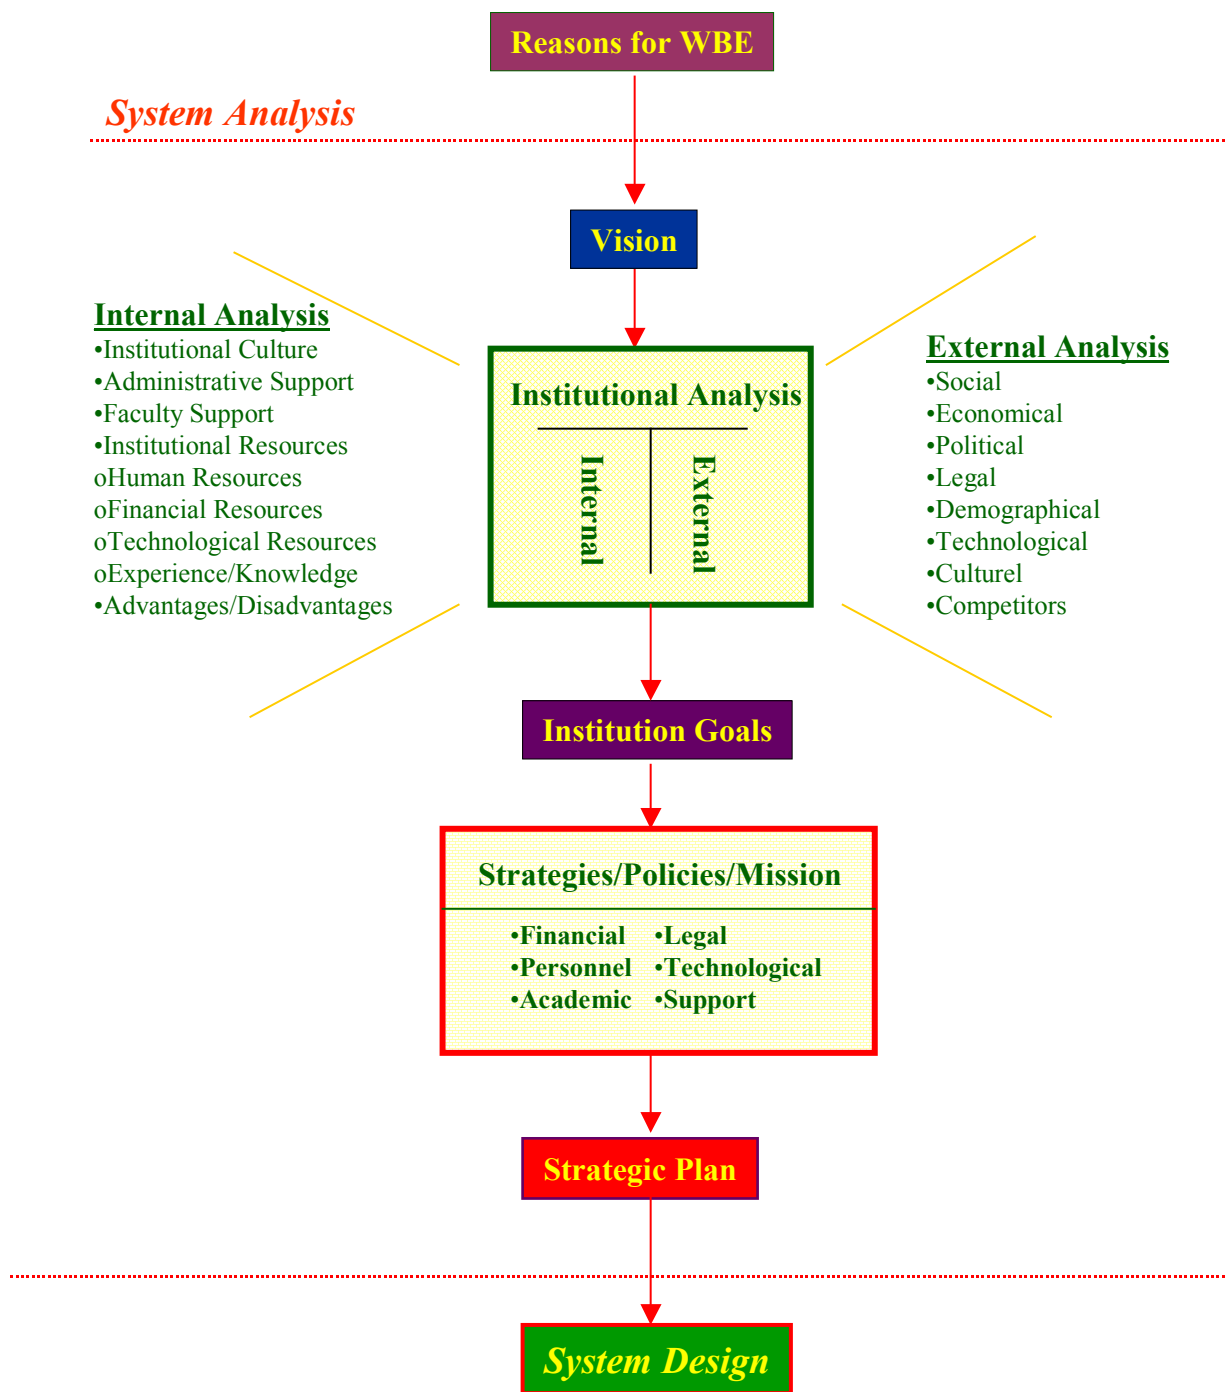 Reasons for WBE
System Analysis
Vision
Internal Analysis
•Institutional Culture
•Administrative Support
•Faculty Support
•Institutional Resources
oHuman Resources
oFinancial Resources
oTechnological Resources
oExperience/Knowledge
•Advantages/Disadvantages
Institutional Analysis
Internal
External
External Analysis
•Social
•Economical
•Political
•Legal
•Demographical
•Technological
•Culturel
•Competitors
Institution Goals
Strategies/Policies/Mission
•Financial •Legal
•Personnel •Technological
•Academic •Support
Strategic Plan
System Design